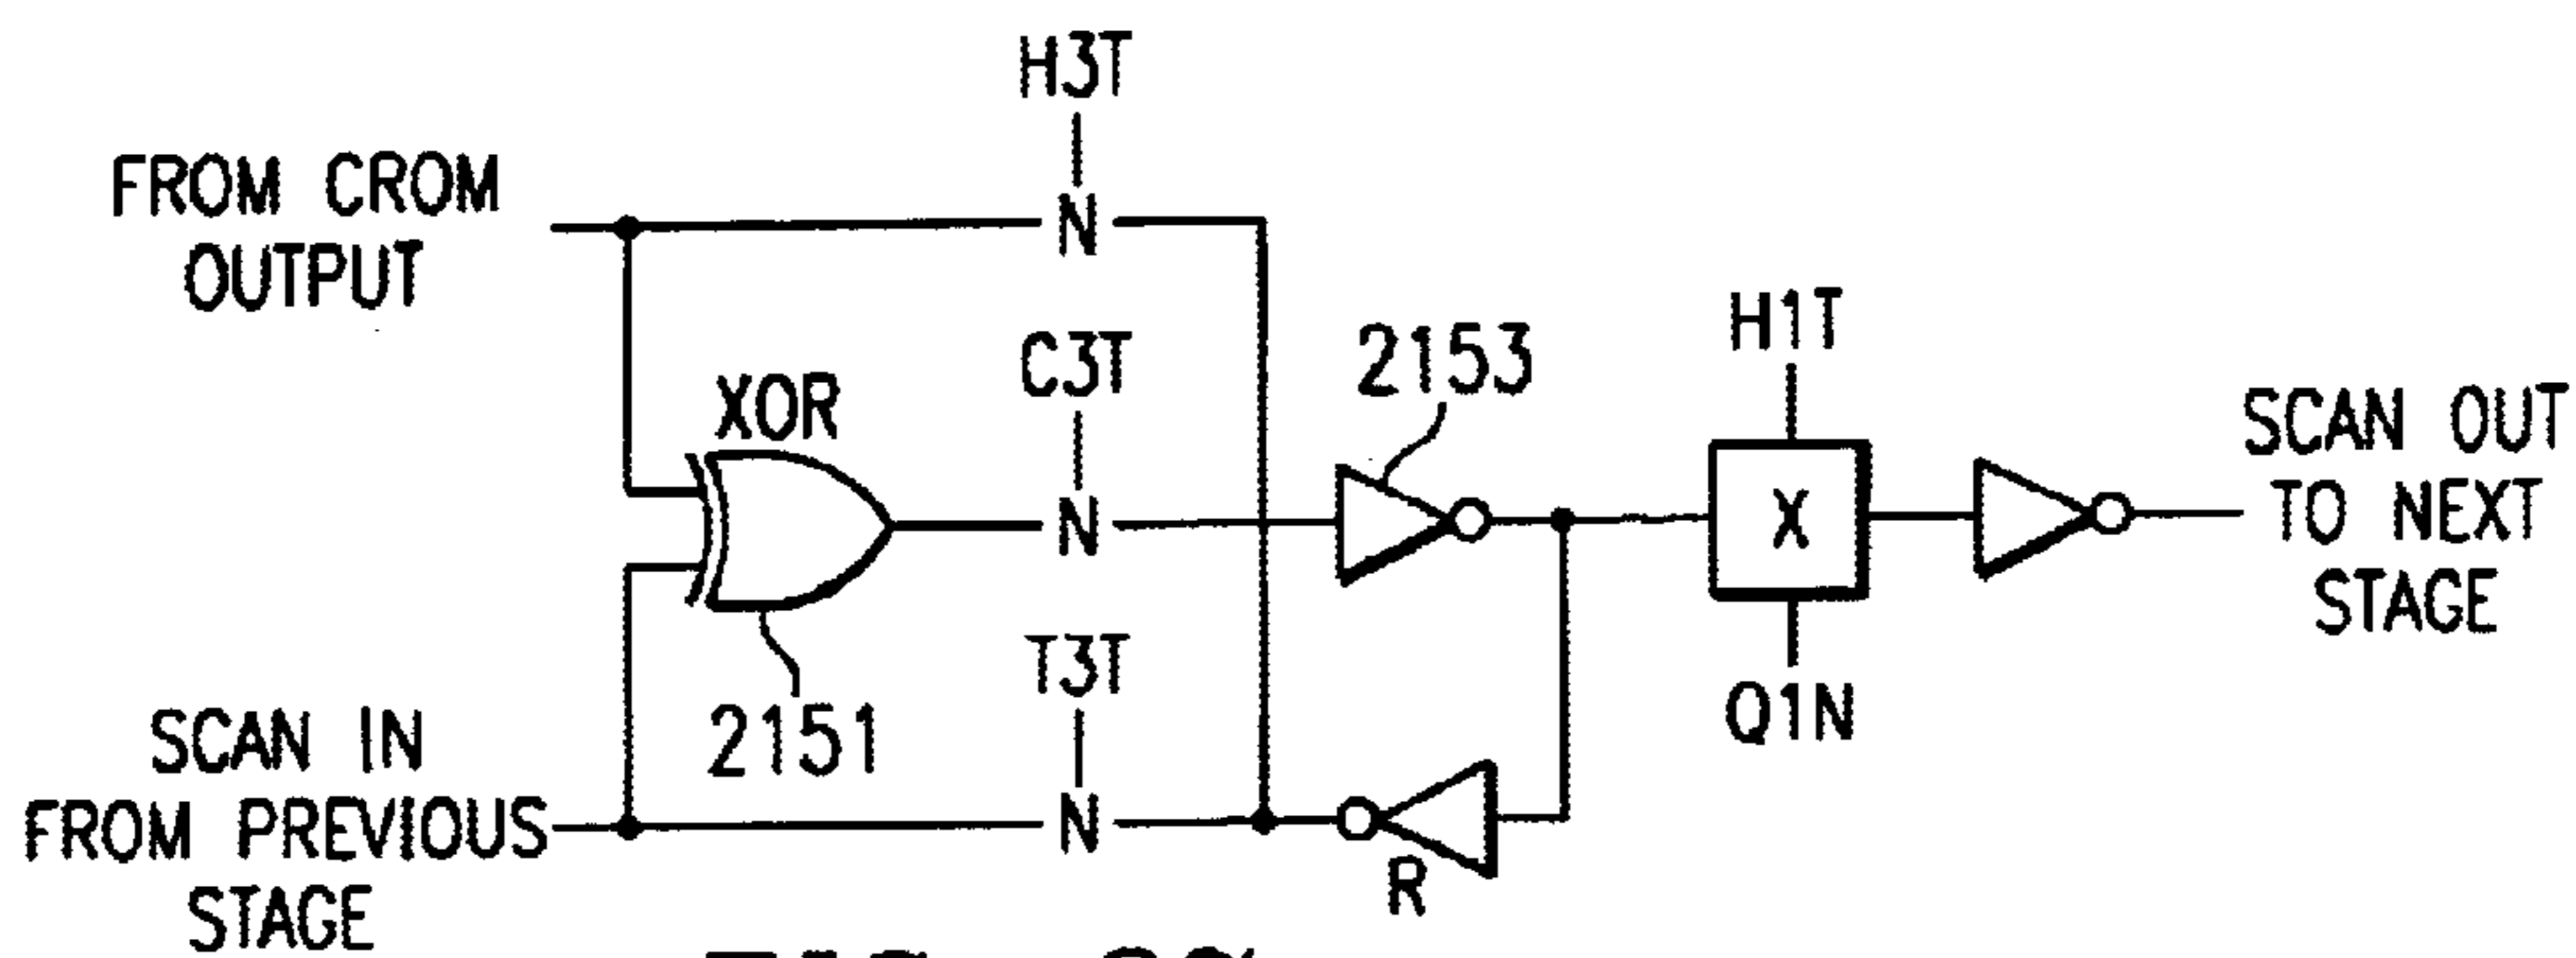 H3T
FROM CROM
OUTPUT
N
H1T
C3T
2153
XOR
SCAN OUT
TO NEXT
STAGE
N
X
T3T
Q1N
2151
SCAN IN
FROM PREVIOUS
STAGE
N
R